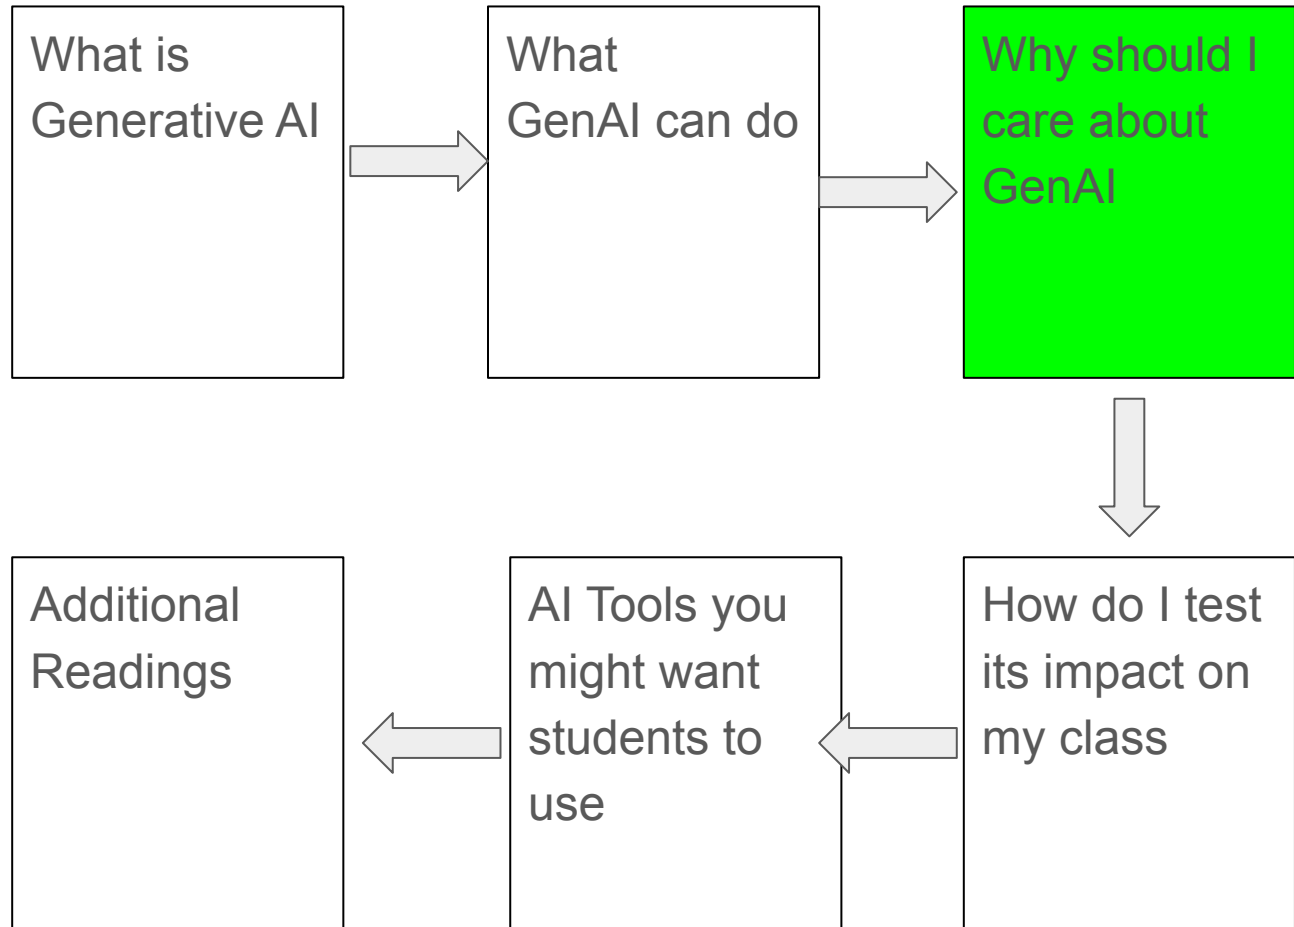 What is
Generative AI
What
GenAI can do
Why should I
care about
GenAI
How do I test
its impact on
my class
AI Tools you
might want
students to
use
Additional
Readings